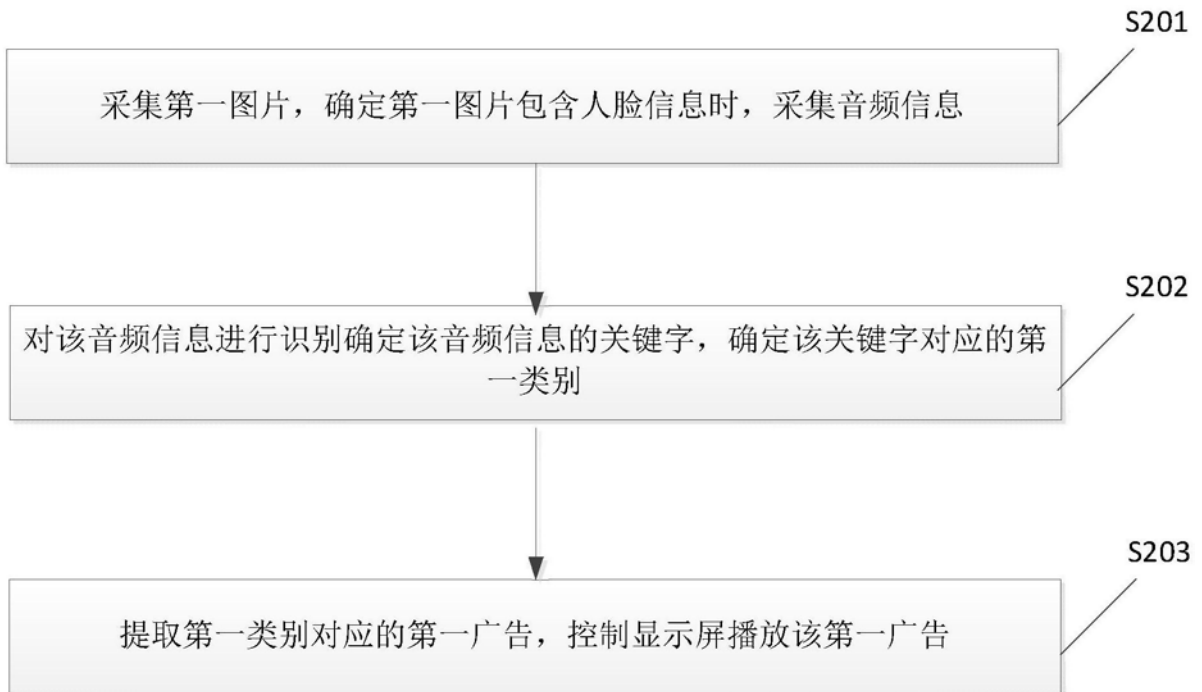 S201
采集第一图片，确定第一图片包含人脸信息时，采集音频信息
S202
对该音频信息进行识别确定该音频信息的关键字，确定该关键字对应的第
一类别
S203
提取第一类别对应的第一广告，控制显示屏播放该第一广告